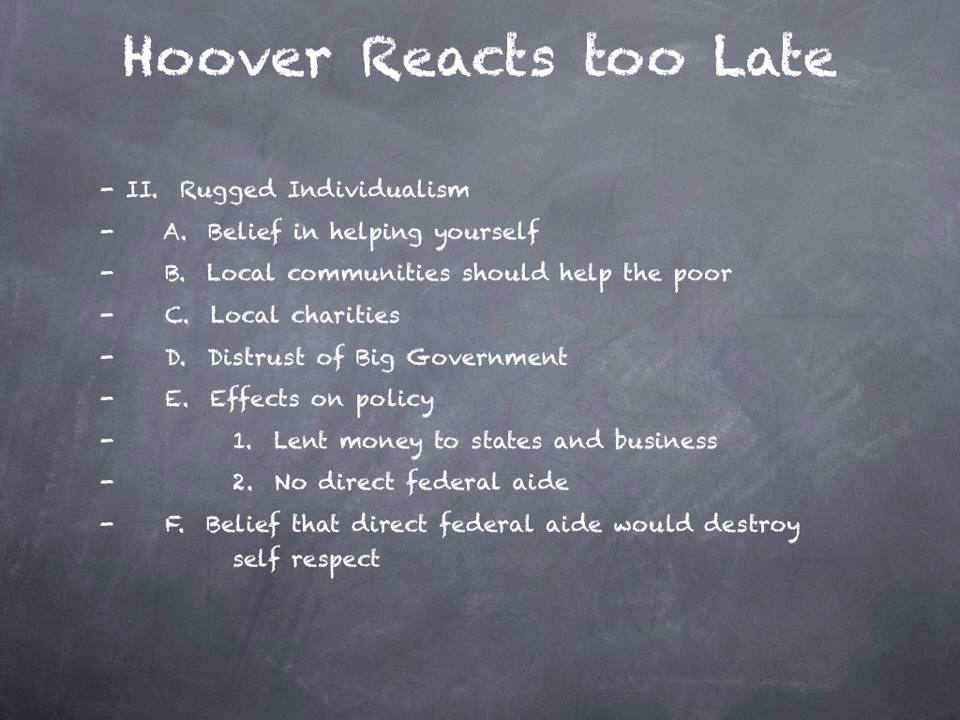 Hoover Reacts too Late
- II. Rugged Individualism
- A. Belief in helping yourself
- B. Local communities should help the poor
- C. Local charities
- D. Distrust of Big Government
- E. Effects on policy
- 1. Lent money to states and business
- 2. No direct federal aide
- F. Belief that direct federal aide would destroy
self respect